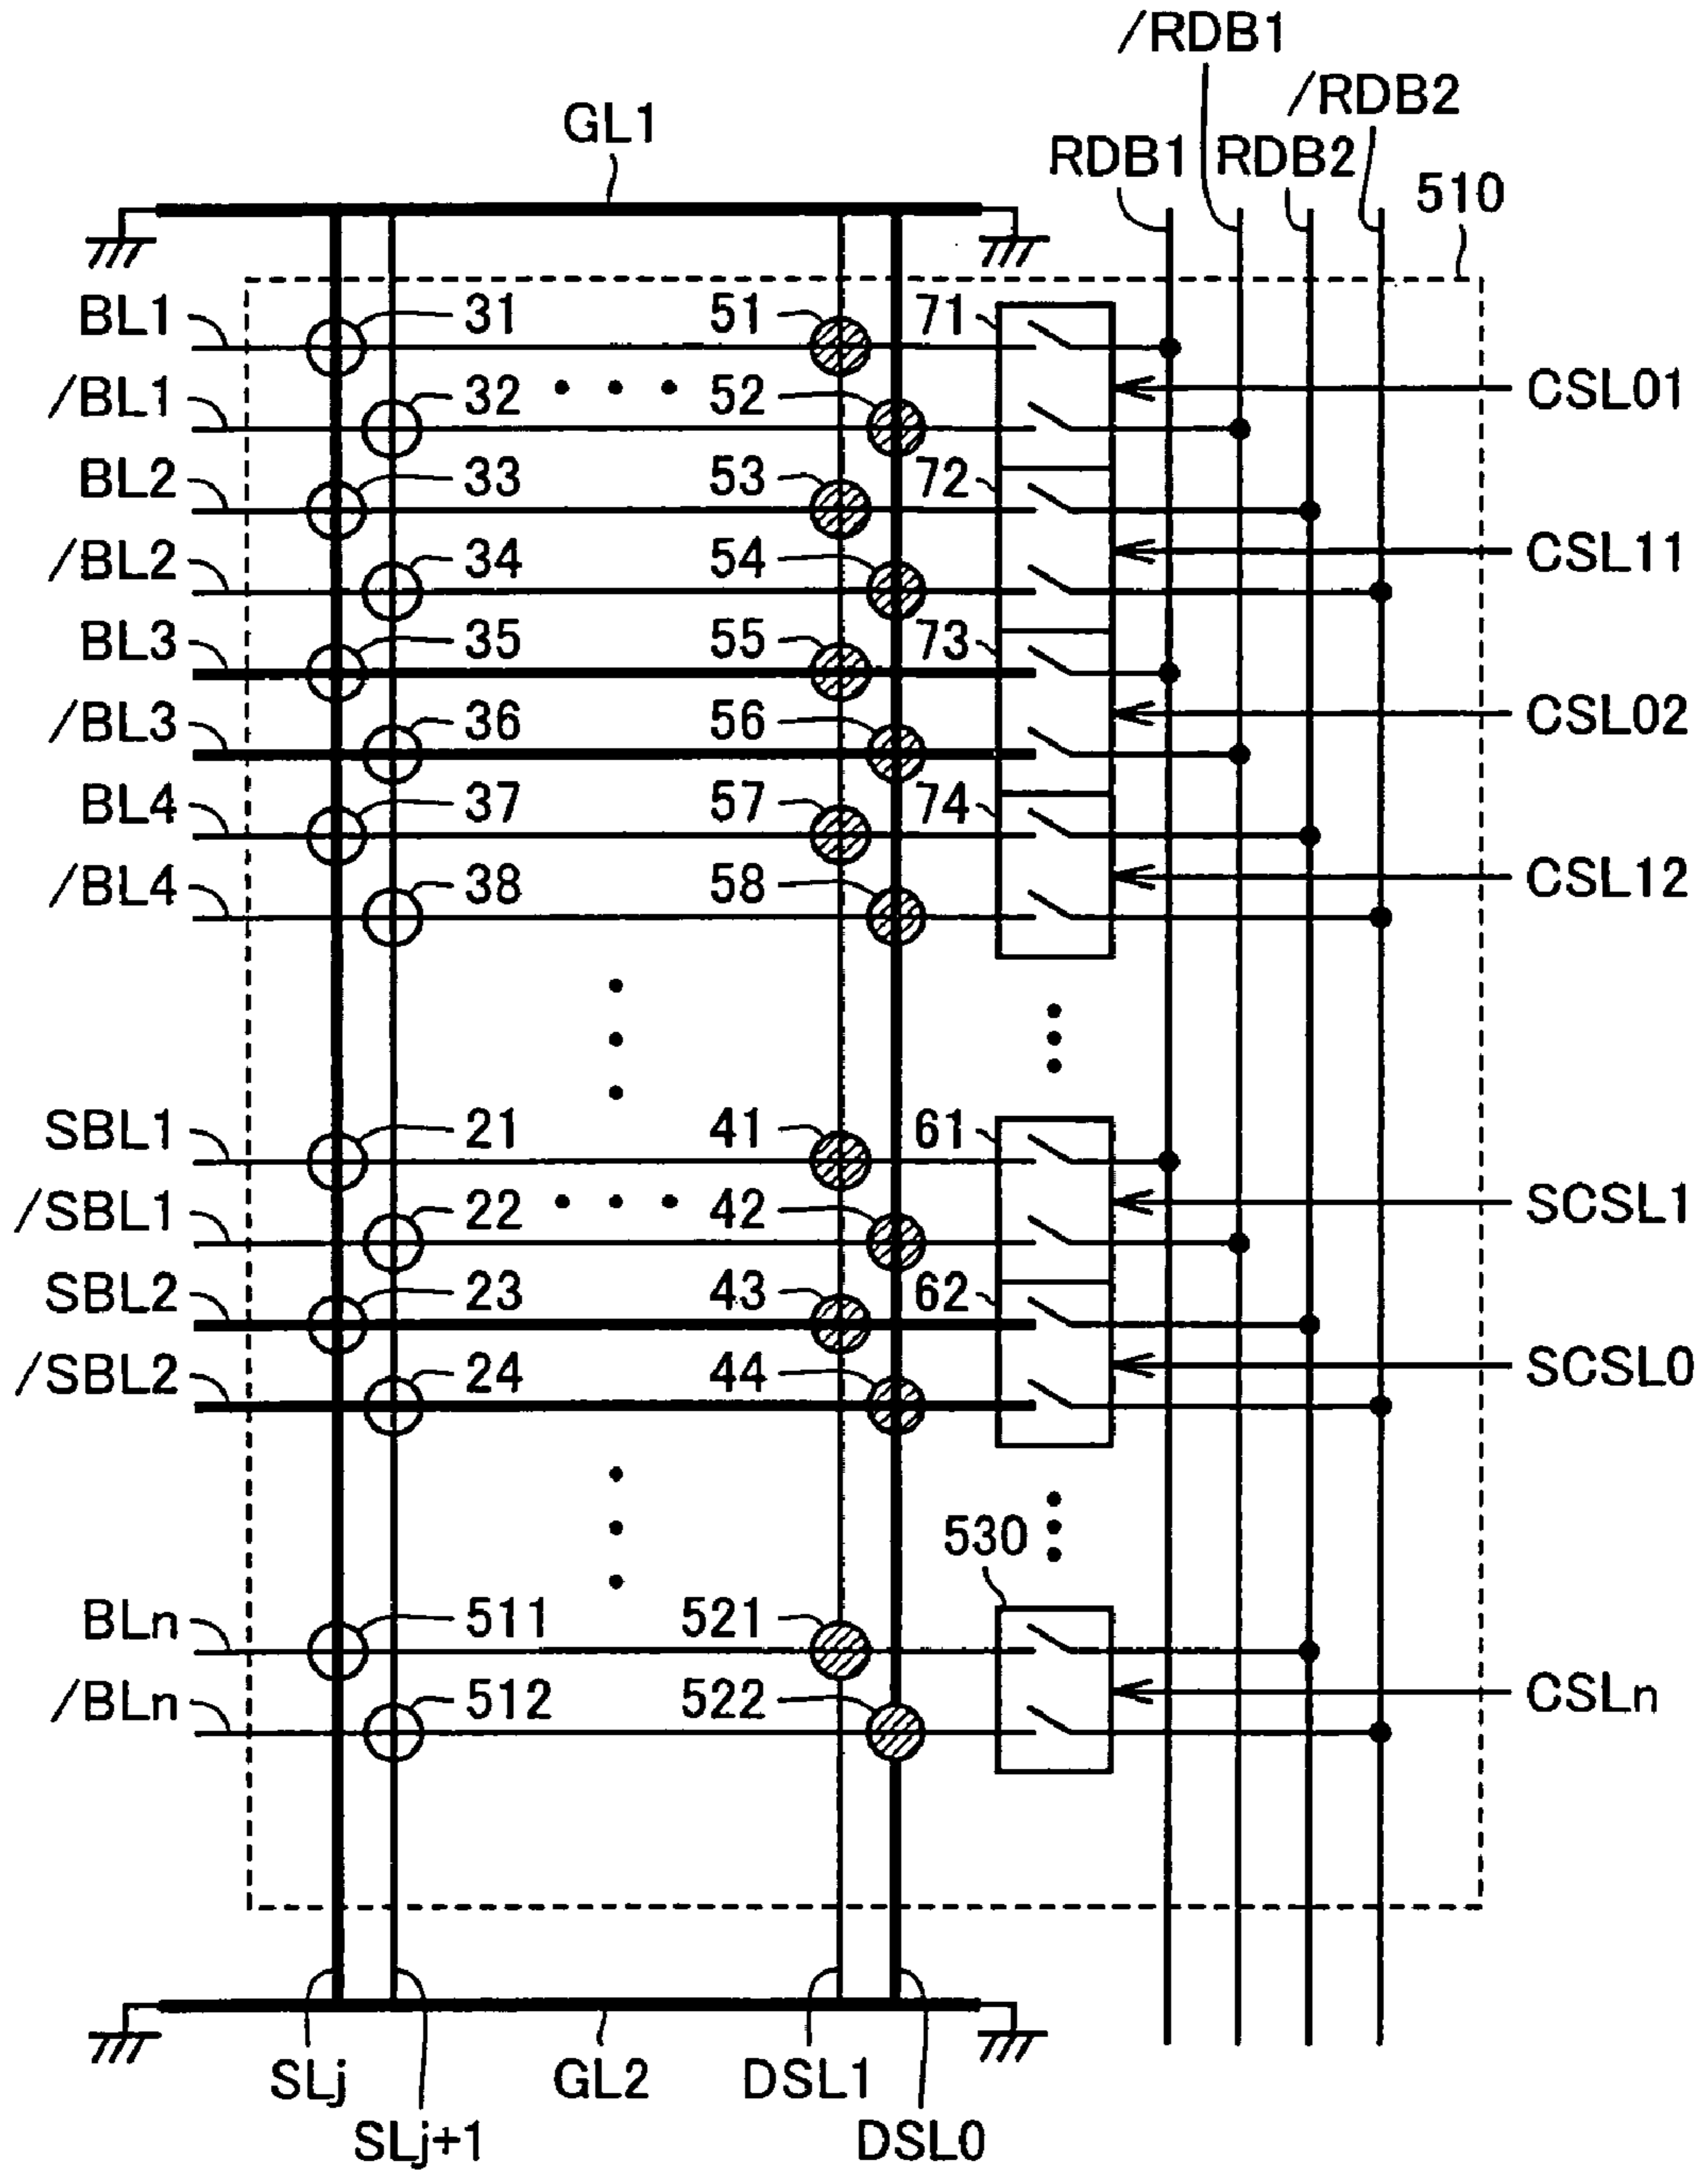 /RDB1
/RDB2
GL1
RDB1 RDB2
510
BL1 31 51 71
/BL1 32 52 CSL01
BL2 33 53 72
/BL2 34 54 CSL11
BL3 35 55 73
/BL3 36 56 CSL02
BL4 37 57 74
/BL4 38 58 CSL12
SBL1 21 41 61
/SBL1 22 42 SCSL1
SBL2 23 43 62
/SBL2 24 44 SCSL0
530
BLn 511 521
/BLn 512 522 CSLn
SLj GL2 DSL1
SLj+1 DSL0